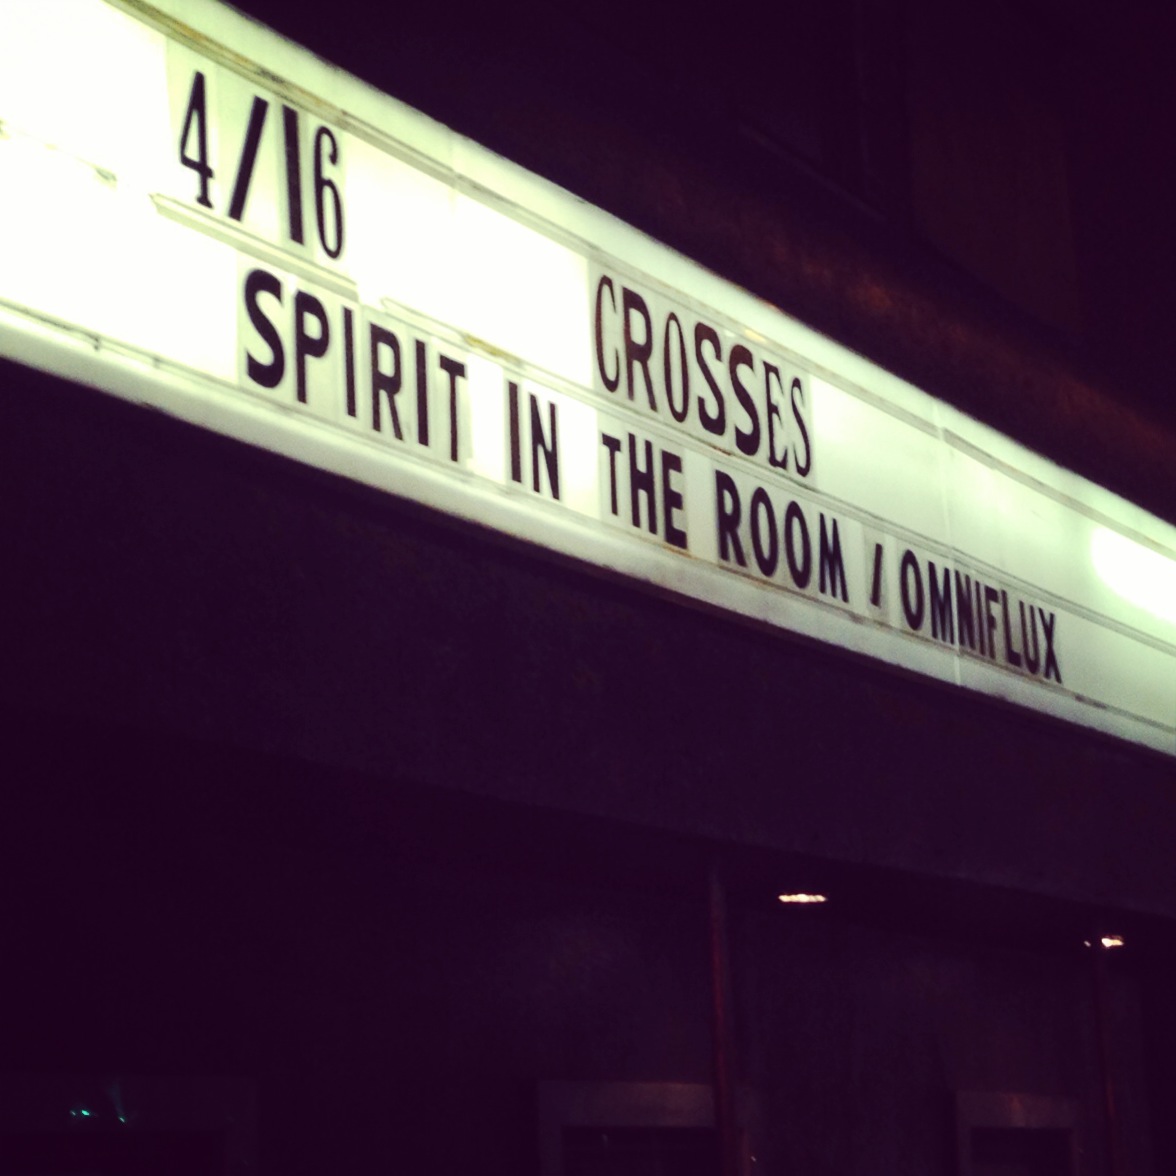 4/16
CROSSES
SPIRIT IN THE ROOM / OMNIFLUX